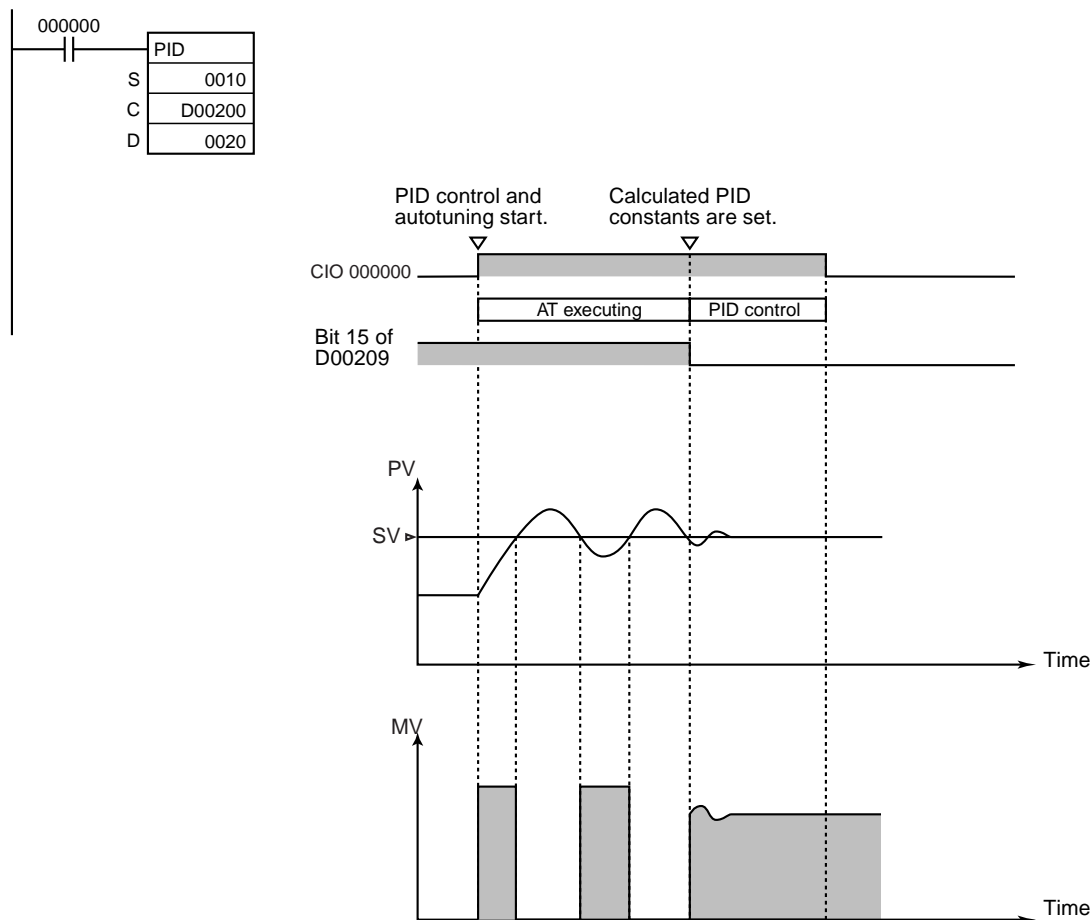 000000
PID
S 0010
C D00200
D 0020
PID control and
autotuning start.
Calculated PID
constants are set.
CIO 000000
AT executing
PID control
Bit 15 of
D00209
PV
SV
Time
MV
Time